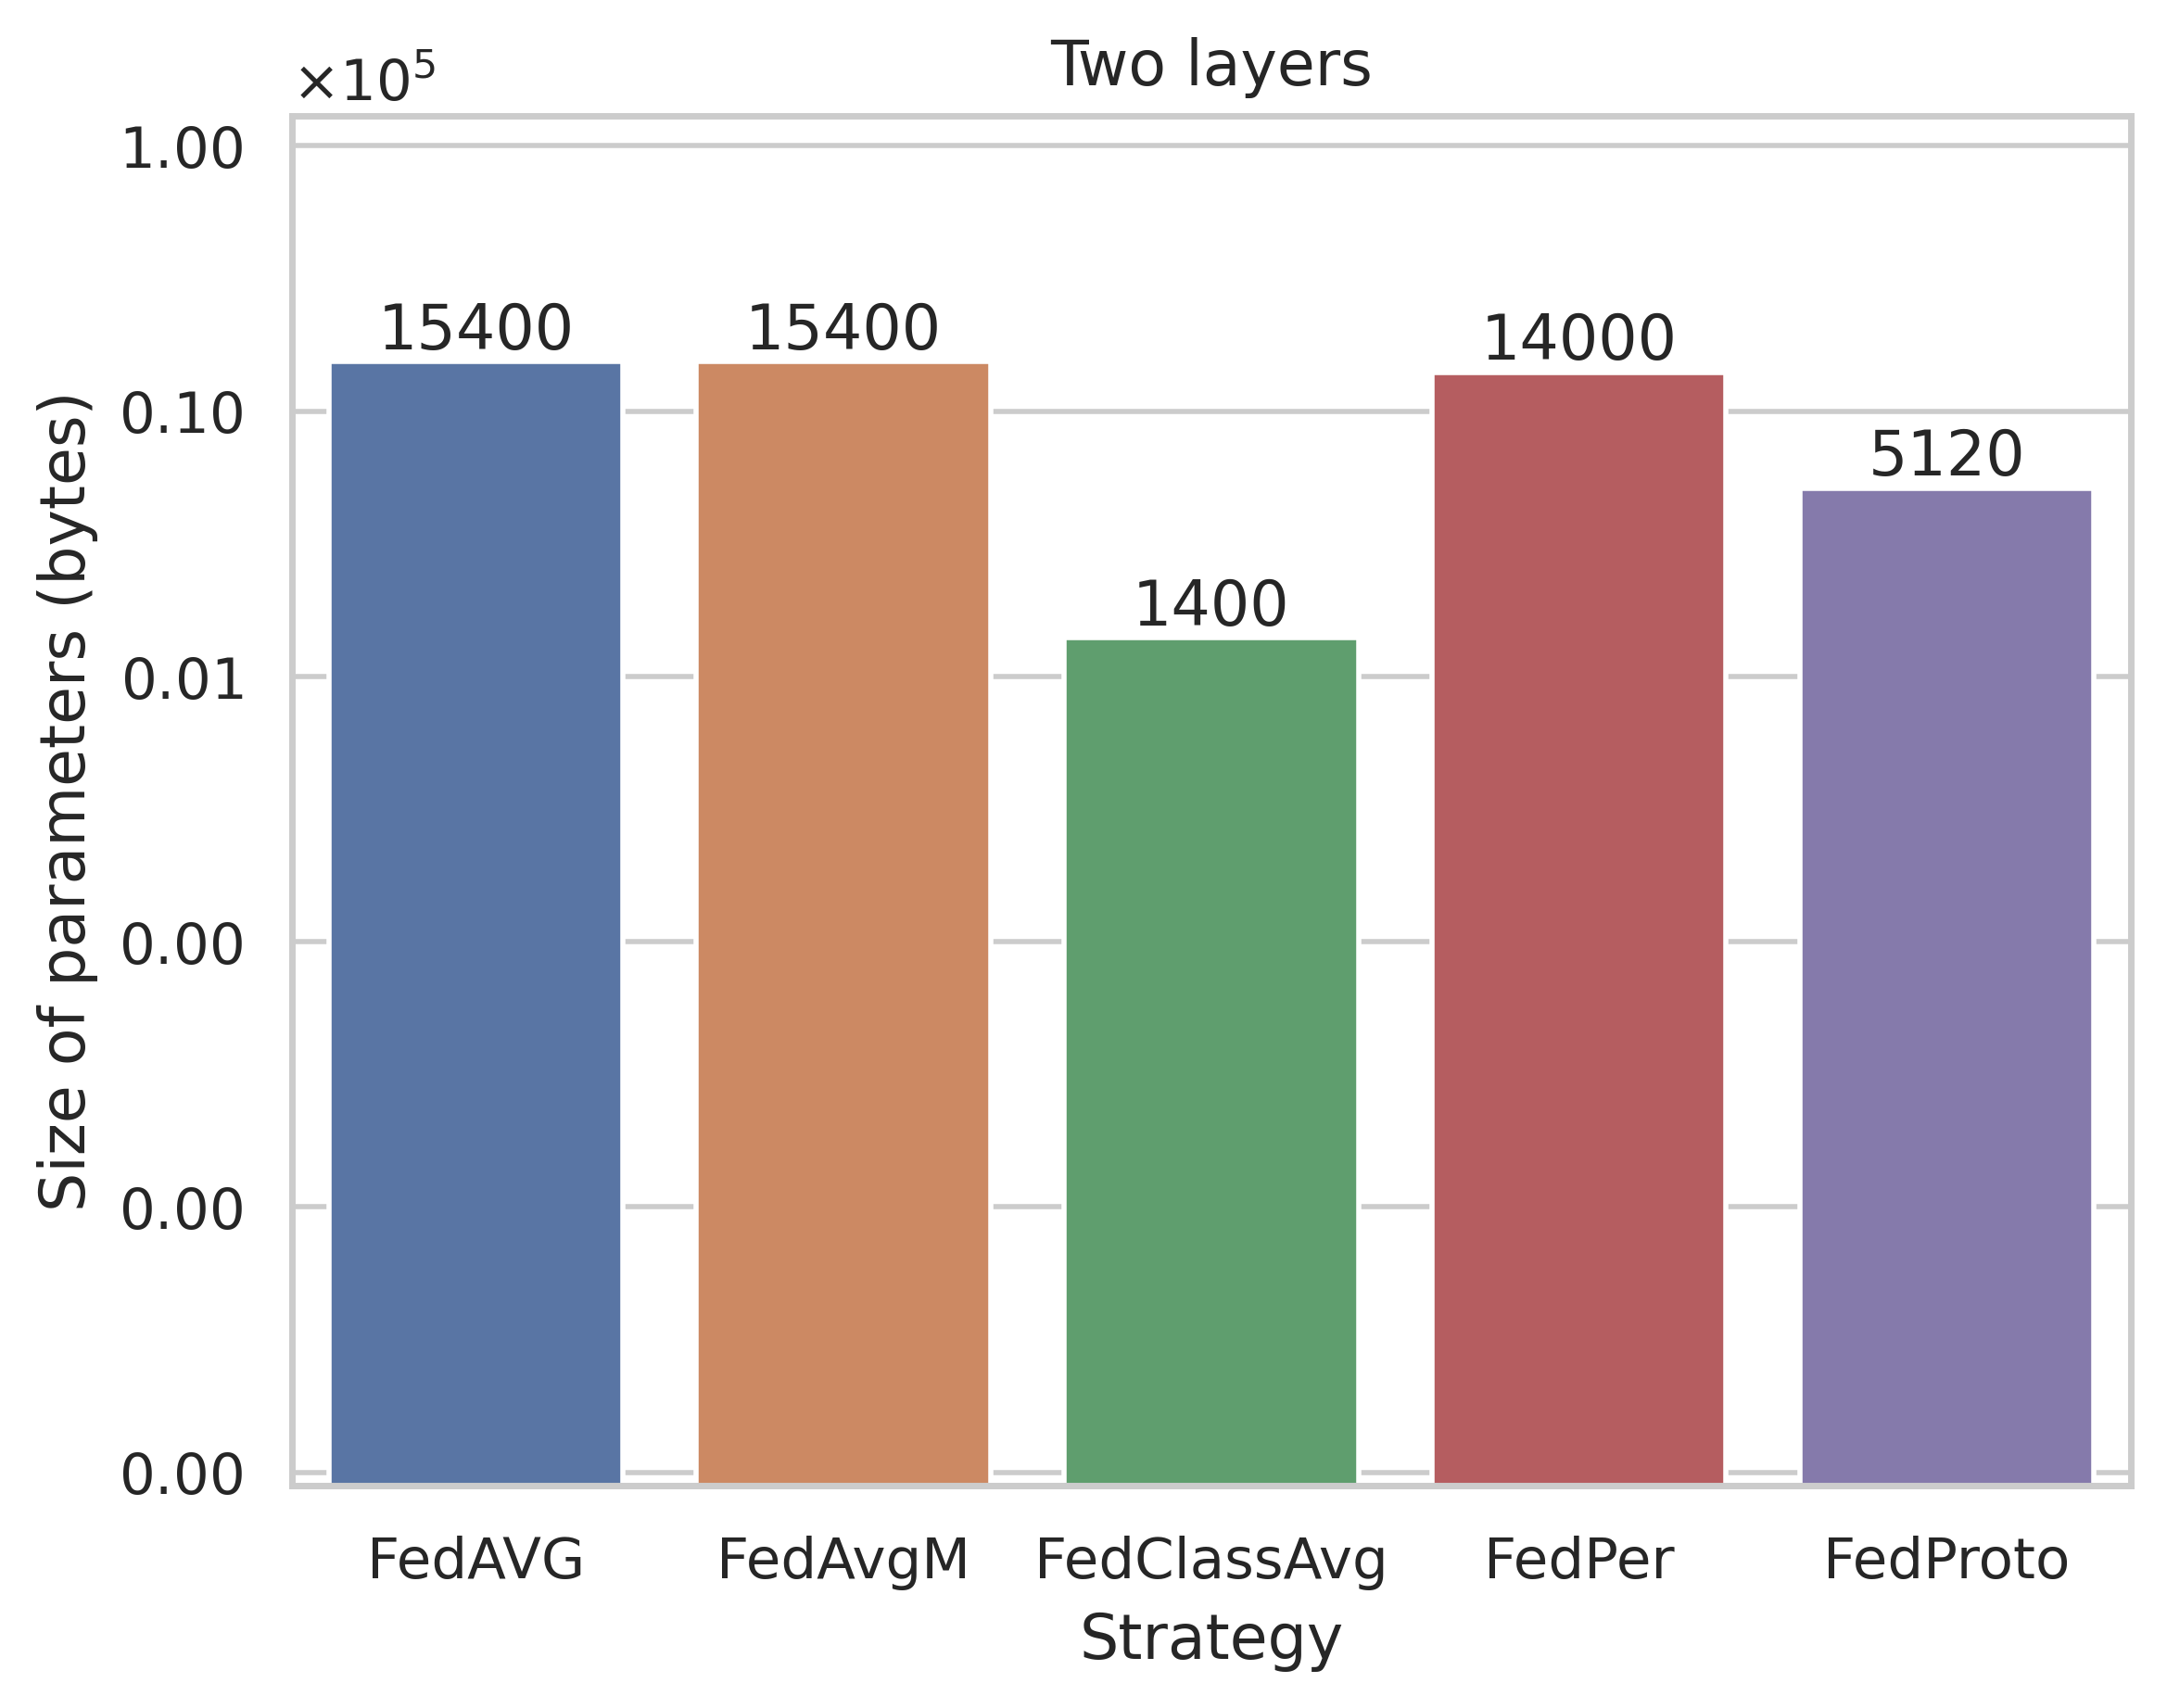 Two layers
×10⁵
1.00
0.10
0.01
0.00
0.00
0.00
Size of parameters (bytes)
15400
15400
1400
14000
5120
FedAVG
FedAvgM
FedClassAvg
FedPer
FedProto
Strategy